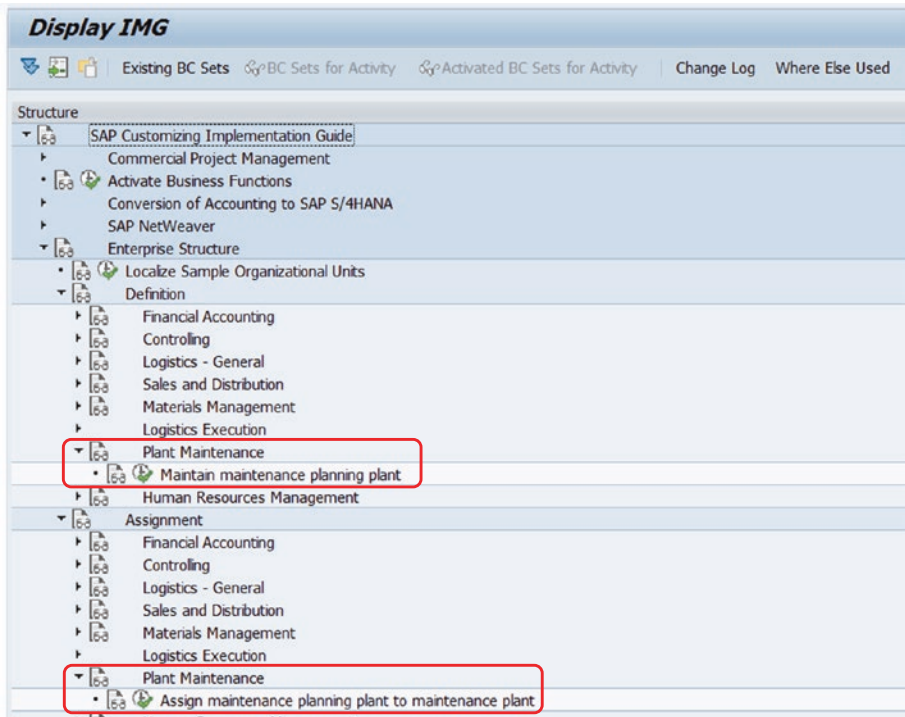 Display IMG
Existing BC Sets BC Sets for Activity Activated BC Sets for Activity Change Log Where Else Used
Structure
SAP Customizing Implementation Guide
Commercial Project Management
Activate Business Functions
Conversion of Accounting to SAP S/4HANA
SAP NetWeaver
Enterprise Structure
Localize Sample Organizational Units
Definition
Financial Accounting
Controlling
Logistics - General
Sales and Distribution
Materials Management
Logistics Execution
Plant Maintenance
Maintain maintenance planning plant
Human Resources Management
Assignment
Financial Accounting
Controlling
Logistics - General
Sales and Distribution
Materials Management
Logistics Execution
Plant Maintenance
Assign maintenance planning plant to maintenance plant